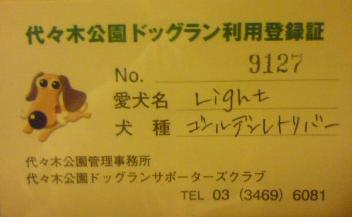 代々木公園ドッグラン利用登録証
No. 9127
愛犬名 Light
犬種 ゴールデンレトリバー
代々木公園管理事務所
代々木公園ドッグランサポーターズクラブ
TEL 03 (3469) 6081